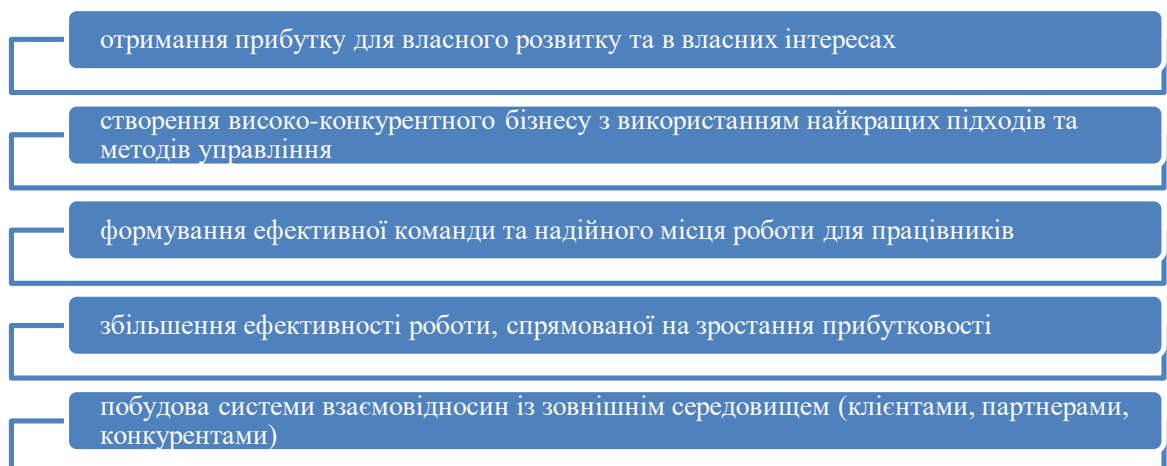 отримання прибутку для власного розвитку та в власних інтересах
створення високо-конкурентного бізнесу з використанням найкращих підходів та
методів управління
формування ефективної команди та надійного місця роботи для працівників
збільшення ефективності роботи, спрямованої на зростання прибутковості
побудова системи взаємовідносин із зовнішнім середовищем (клієнтами, партнерами,
конкурентами)